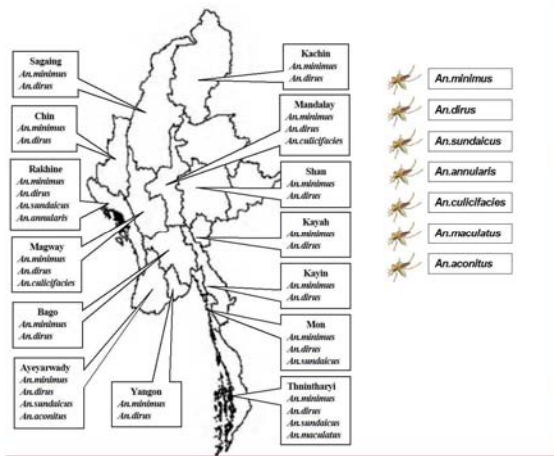 Sagaing
An.minimus
An.dirus
Chin
An.minimus
An.dirus
Rakhine
An.minimus
An.dirus
An.sundaicus
An.annularis
Magway
An.minimus
An.dirus
An.culicifacies
Bago
An.minimus
An.dirus
Ayeyarwady
An.minimus
An.dirus
An.sundaicus
An.aconitus
Yangon
An.minimus
An.dirus
Kachin
An.minimus
An.dirus
Mandalay
An.minimus
An.dirus
An.culicifacies
Shan
An.minimus
An.dirus
Kayah
An.minimus
An.dirus
Kayin
An.minimus
An.dirus
Mon
An.minimus
An.dirus
An.sundaicus
Thnintharyi
An.minimus
An.dirus
An.sundaicus
An.maculatus
An.minimus
An.dirus
An.sundaicus
An.annularis
An.culicifacies
An.maculatus
An.aconitus